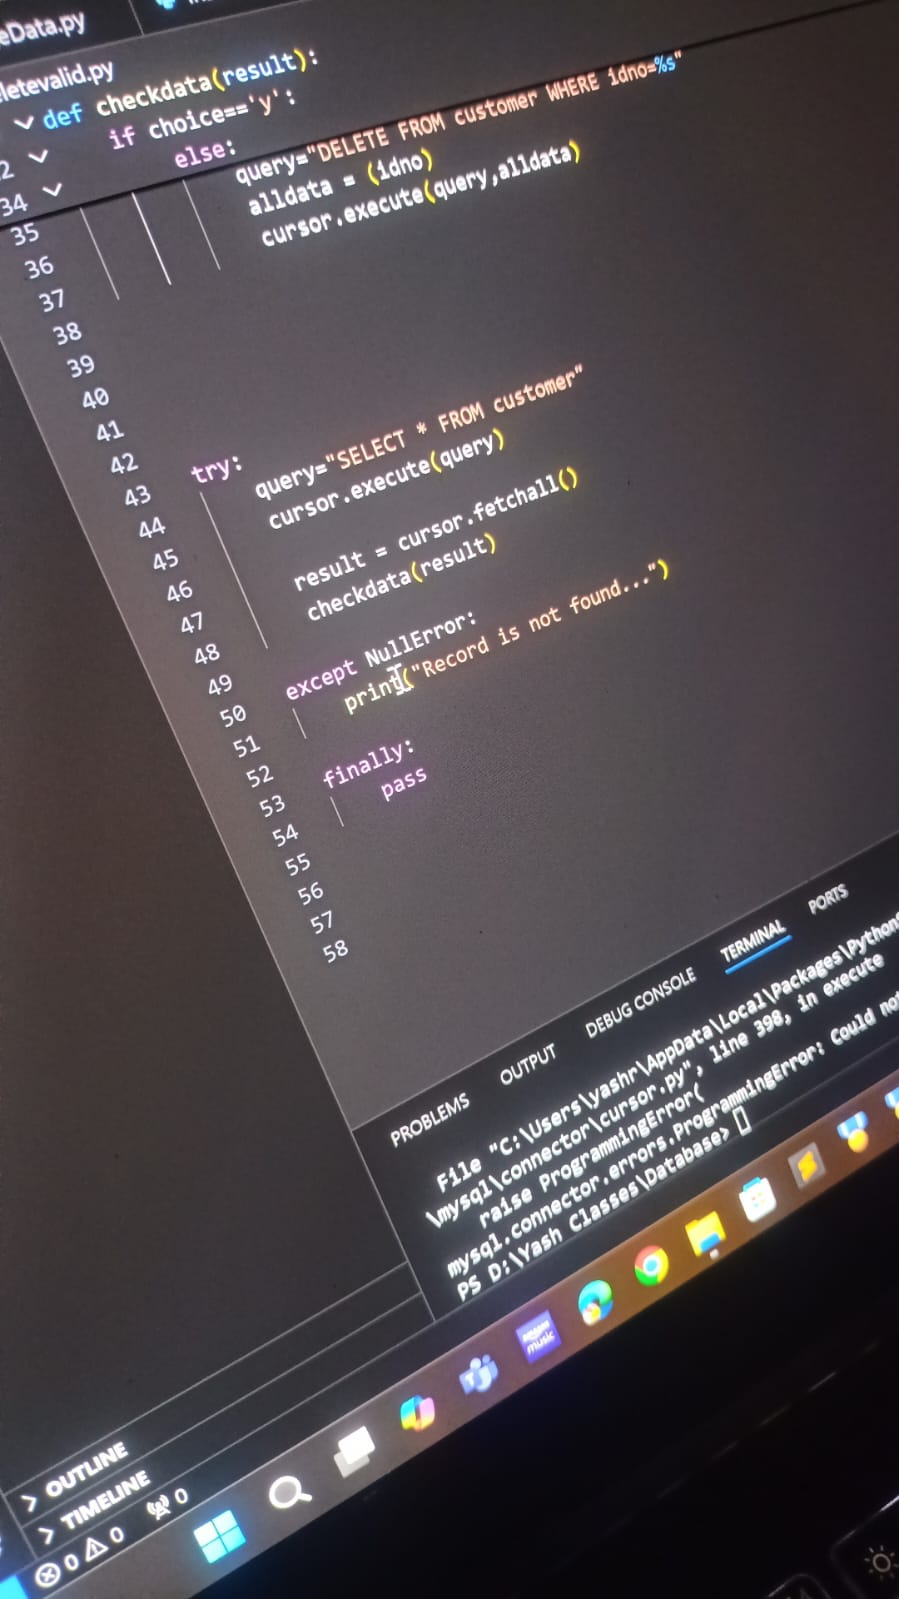 eData.py
letevalid.py
def checkdata(result):
2 if choice=='y':
34 else:
35 query="DELETE FROM customer WHERE idno=%s"
36 alldata = (idno)
37 cursor.execute(query,alldata)
38
39
40
41
42 try:
43 query="SELECT * FROM customer"
44 cursor.execute(query)
45
46 result = cursor.fetchall()
47 checkdata(result)
48
49 except NullError:
50 print("Record is not found...")
51
52 finally:
53 pass
54
55
56
57
58
PROBLEMS OUTPUT DEBUG CONSOLE TERMINAL PORTS
File "C:\Users\yashr\AppData\Local\Packages\Python
\mysql\connector\cursor.py", line 398, in execute
raise ProgrammingError(
mysql.connector.errors.ProgrammingError: Could not
PS D:\Yash Classes\Database>
OUTLINE
TIMELINE
0 0 0
amazon music